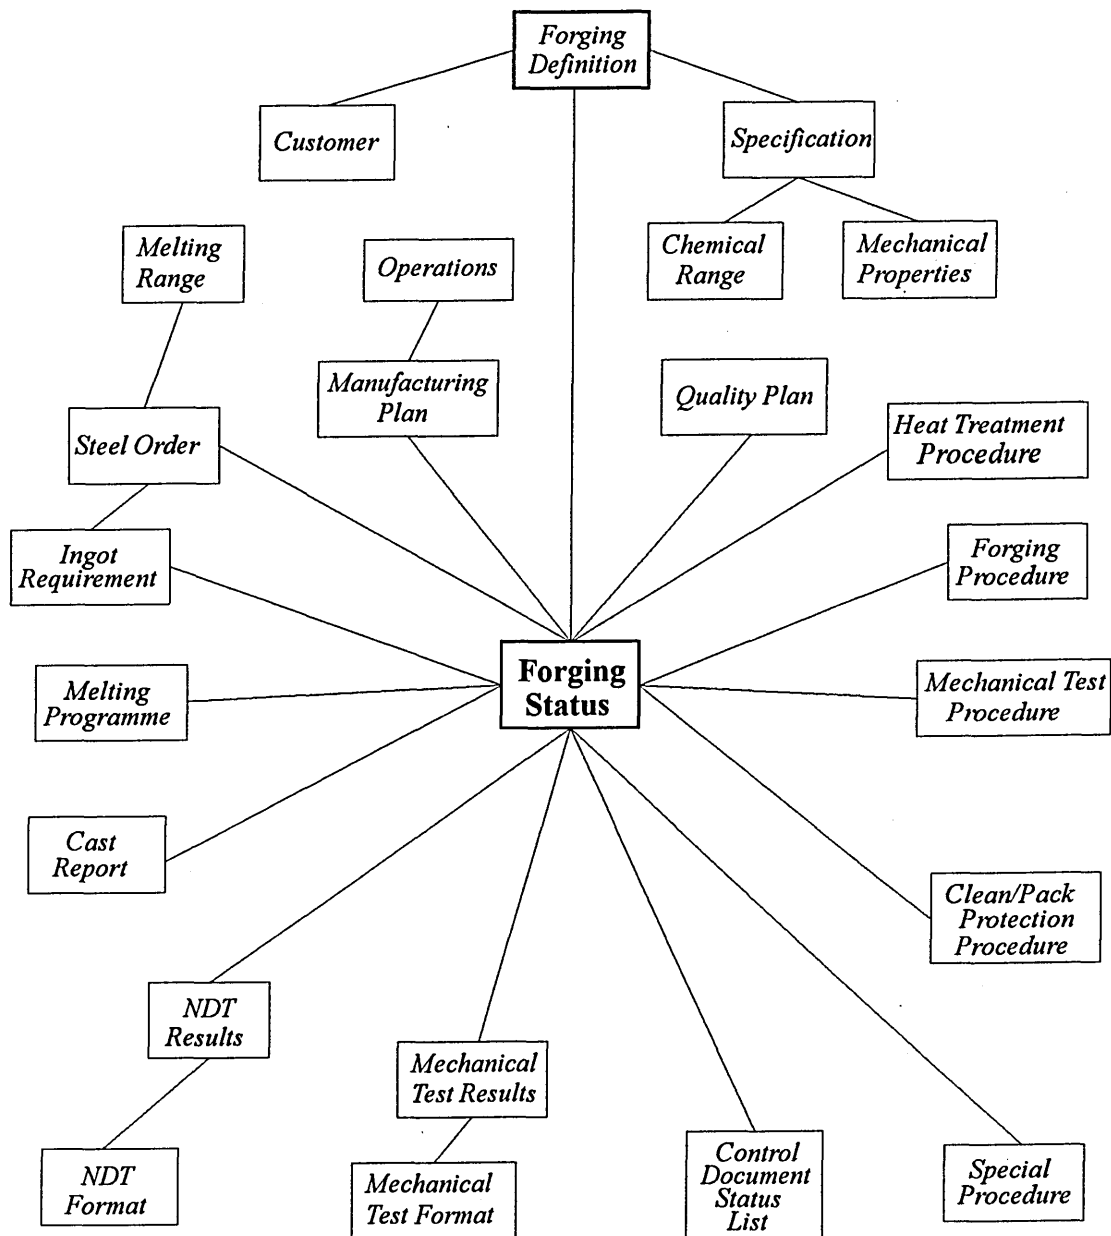 Forging
Definition
Customer
Specification
Melting
Range
Operations
Chemical
Range
Mechanical
Properties
Manufacturing
Plan
Quality Plan
Steel Order
Heat Treatment
Procedure
Ingot
Requirement
Forging
Procedure
Forging
Status
Melting
Programme
Mechanical Test
Procedure
Cast
Report
Clean/Pack
Protection
Procedure
NDT
Results
Mechanical
Test Results
NDT
Format
Mechanical
Test Format
Control
Document
Status
List
Special
Procedure